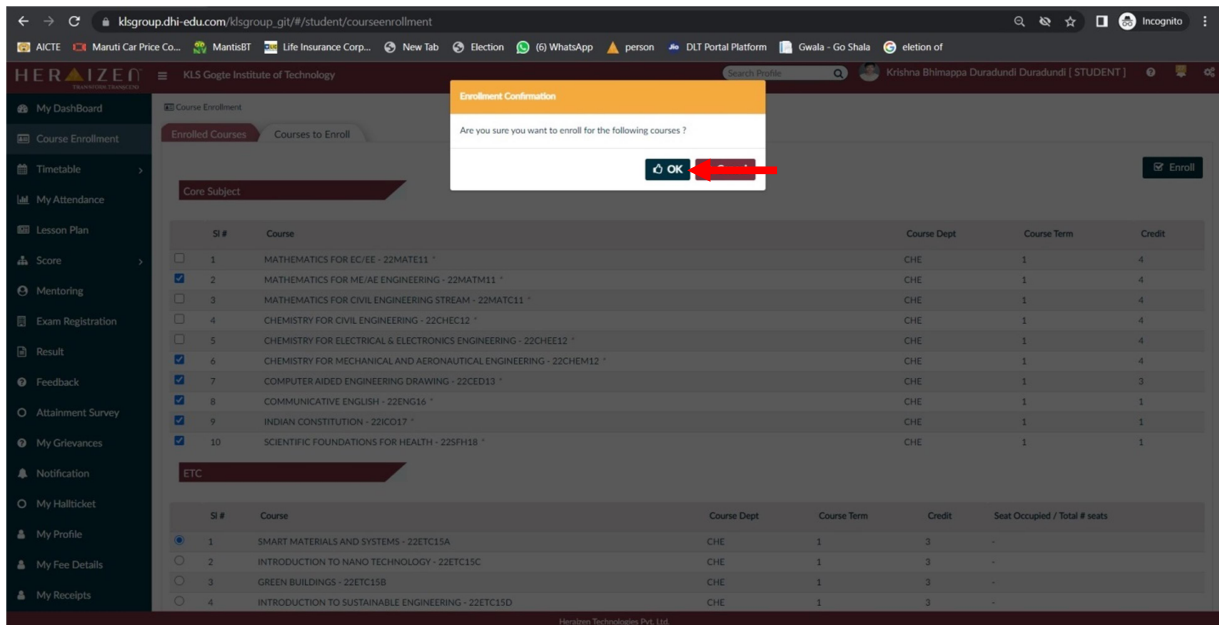 klsgroup.dhi-edu.com/klsgroup_git/#/student/courseenrollment Incognito
AICTE Maruti Car Price Co... MantisBT Life Insurance Corp... New Tab Election (6) WhatsApp person Jio DLT Portal Platform Gwala - Go Shala eletion of
HERAIZEN KLS Gogte Institute of Technology Search Profile Krishna Bhimappa Duradundi Duradundi [ STUDENT ]
TRANSFORM. TRANSCEND
My DashBoard
Course Enrollment
Timetable
My Attendance
Lesson Plan
Score
Mentoring
Exam Registration
Result
Feedback
Attainment Survey
My Grievances
Notification
My Hallticket
My Profile
My Fee Details
My Receipts
Course Enrollment
Enrolled Courses Courses to Enroll
Enrollment Confirmation
Are you sure you want to enroll for the following courses ?
OK
Enroll
Core Subject
Sl # Course Course Dept Course Term Credit
1 MATHEMATICS FOR EC/EE - 22MATE11 * CHE 1 4
2 MATHEMATICS FOR ME/AE ENGINEERING - 22MATM11 * CHE 1 4
3 MATHEMATICS FOR CIVIL ENGINEERING STREAM - 22MATC11 * CHE 1 4
4 CHEMISTRY FOR CIVIL ENGINEERING - 22CHEC12 * CHE 1 4
5 CHEMISTRY FOR ELECTRICAL & ELECTRONICS ENGINEERING - 22CHEE12 * CHE 1 4
6 CHEMISTRY FOR MECHANICAL AND AERONAUTICAL ENGINEERING - 22CHEM12 * CHE 1 4
7 COMPUTER AIDED ENGINEERING DRAWING - 22CED13 * CHE 1 3
8 COMMUNICATIVE ENGLISH - 22ENG16 * CHE 1 1
9 INDIAN CONSTITUTION - 22ICO17 * CHE 1 1
10 SCIENTIFIC FOUNDATIONS FOR HEALTH - 22SFH18 * CHE 1 1
ETC
Sl # Course Course Dept Course Term Credit Seat Occupied / Total # seats
1 SMART MATERIALS AND SYSTEMS - 22ETC15A CHE 1 3 -
2 INTRODUCTION TO NANO TECHNOLOGY - 22ETC15C CHE 1 3 -
3 GREEN BUILDINGS - 22ETC15B CHE 1 3 -
4 INTRODUCTION TO SUSTAINABLE ENGINEERING - 22ETC15D CHE 1 3 -
Heraizen Technologies Pvt. Ltd.